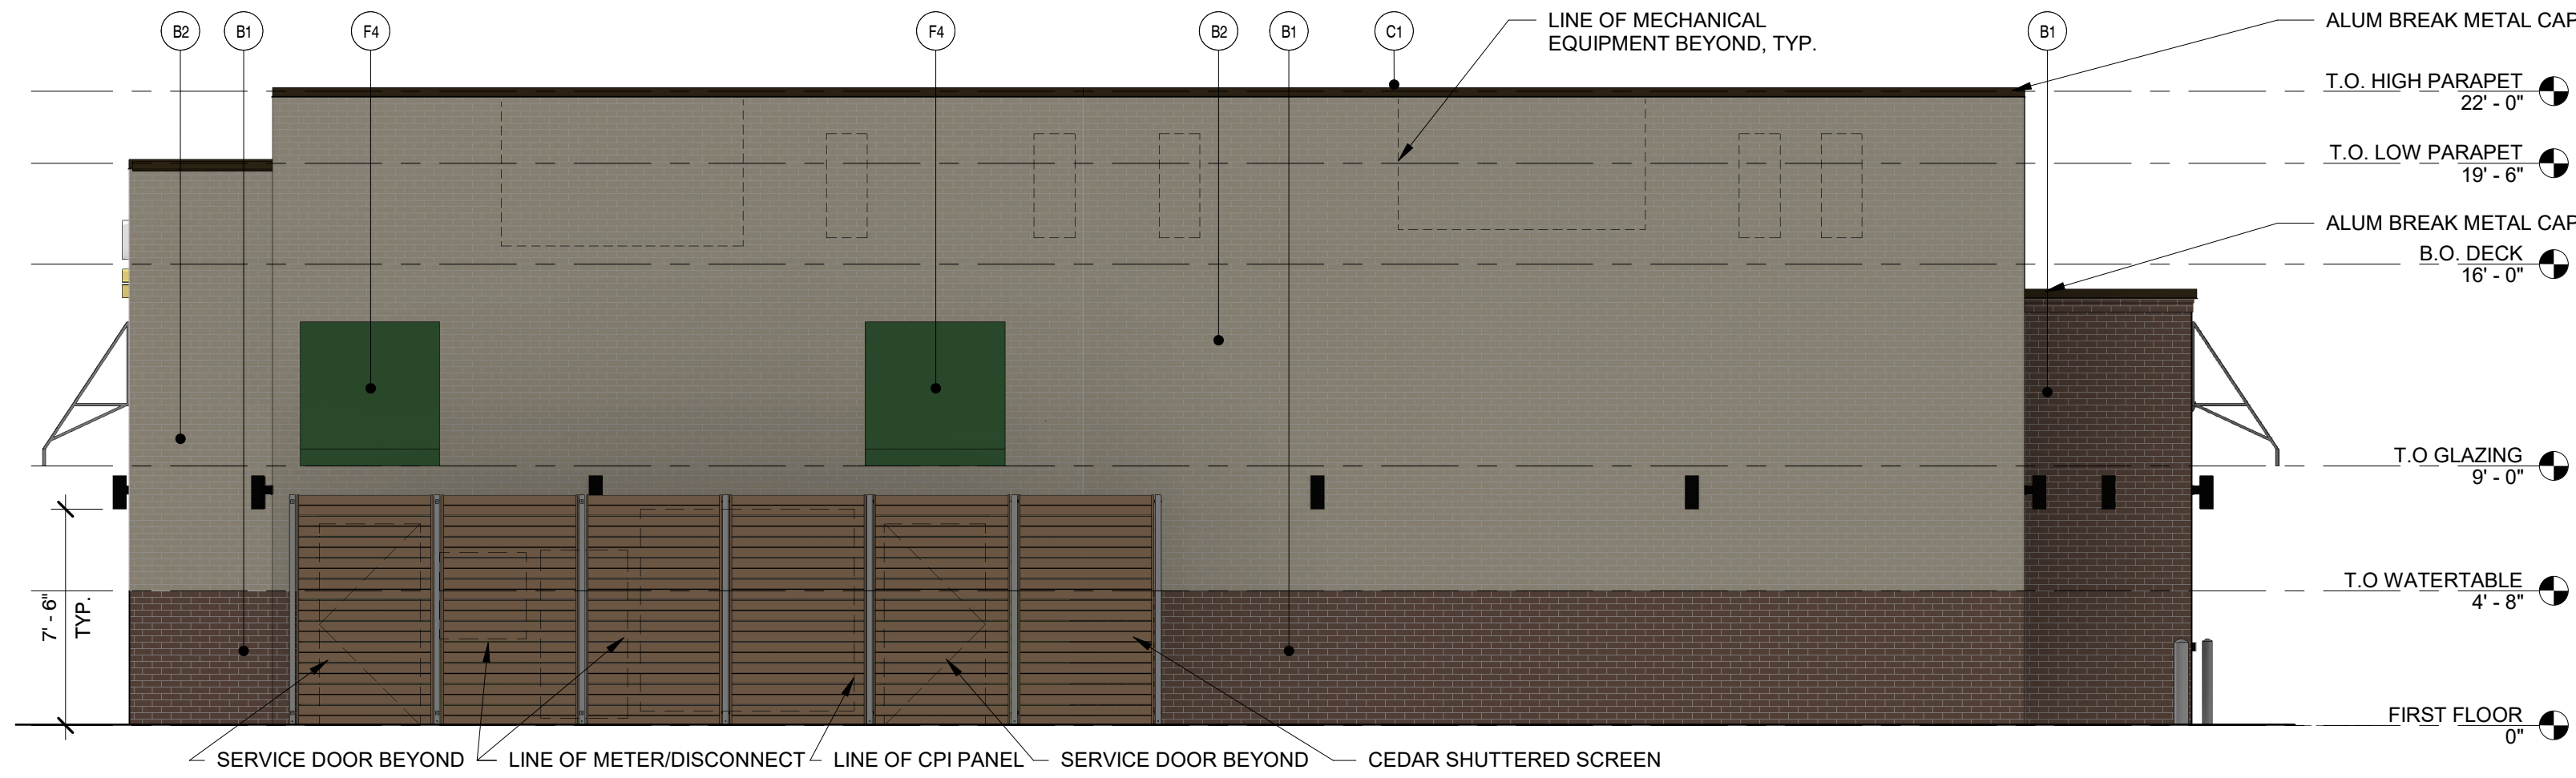 B2
B1
F4
F4
B2
B1
C1
B1
LINE OF MECHANICAL
EQUIPMENT BEYOND, TYP.
ALUM BREAK METAL CAP
T.O. HIGH PARAPET
22' - 0"
T.O. LOW PARAPET
19' - 6"
ALUM BREAK METAL CAP
B.O. DECK
16' - 0"
T.O GLAZING
9' - 0"
T.O WATERTABLE
4' - 8"
7' - 6"
TYP.
FIRST FLOOR
0"
SERVICE DOOR BEYOND
LINE OF METER/DISCONNECT
LINE OF CPI PANEL
SERVICE DOOR BEYOND
CEDAR SHUTTERED SCREEN